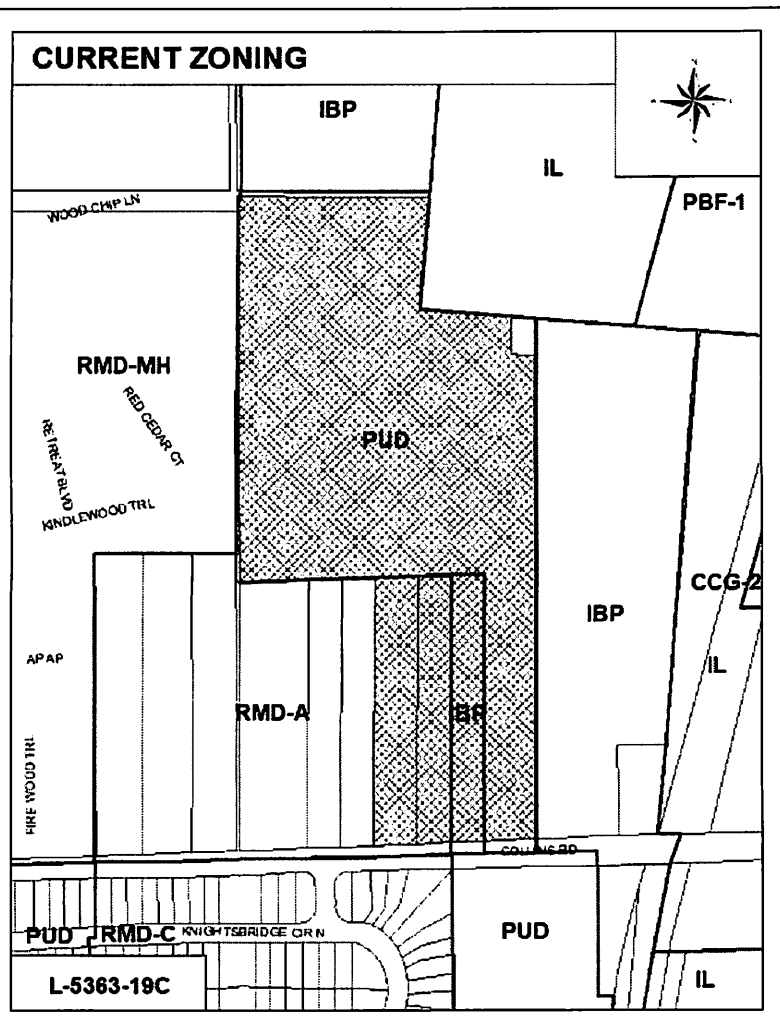 CURRENT ZONING
IBP
IL
PBF-1
WOOD CHIP LN
RMD-MH
RED CEDAR CT
RETREAT BLVD
KINDLEWOOD TRL
PUD
CCG-2
IBP
APAP
IL
RMD-A
FIRE WOOD TRL
COLLINS RD
PUD
RMD-C
KNIGHTSBRIDGE CIR N
PUD
L-5363-19C
IL